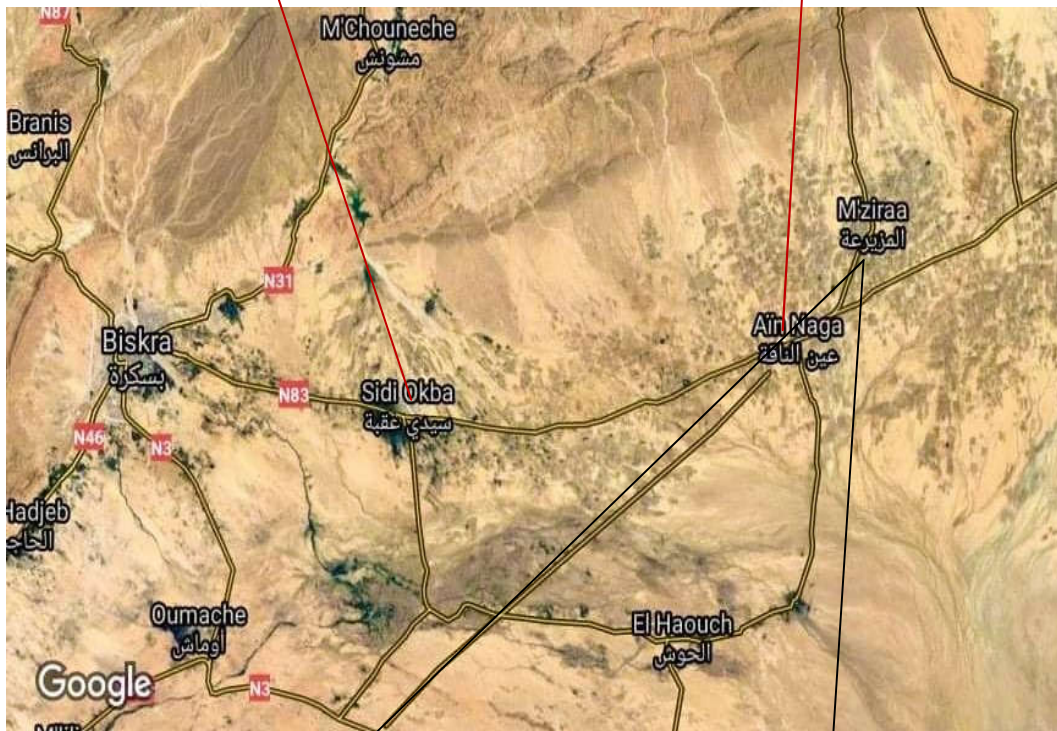 N87
M'Chouneche
مشونش
Branis
البرانس
M'ziraa
المزيرعة
N31
Aïn Naga
عين الناقة
Biskra
بسكرة
N83
Sidi Okba
سيدي عقبة
N46
N3
Hadjeb
الحاجب
Oumache
أوماش
El Haouch
الحوش
Google
N3